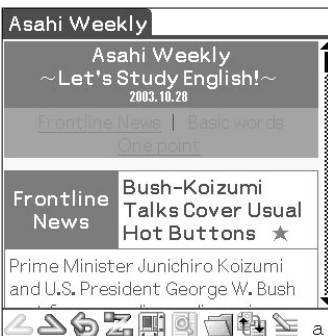 Asahi Weekly
Asahi Weekly
～Let's Study English!～
2003.10.28
Frontline News | Basic words
One point
Frontline
News
Bush-Koizumi
Talks Cover Usual
Hot Buttons ★
Prime Minister Junichiro Koizumi
and U.S. President George W. Bush
a